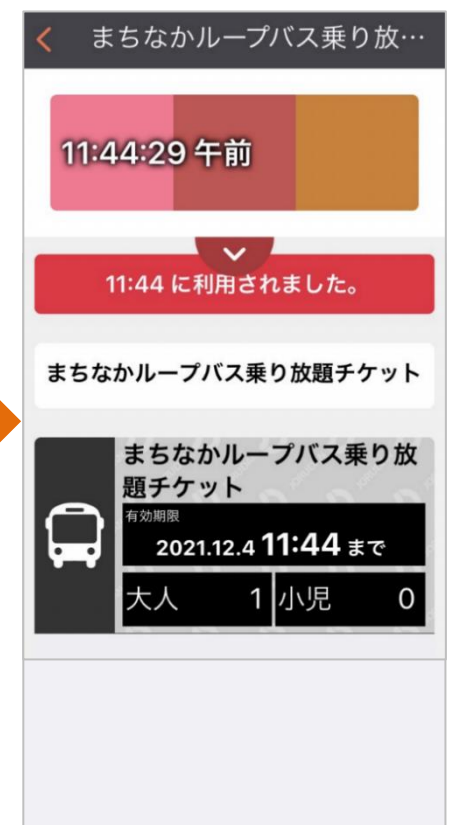 まちなかループバス乗り放…
11:44:29 午前
11:44 に利用されました。
まちなかループバス乗り放題チケット
まちなかループバス乗り放
題チケット
有効期限
2021.12.4 11:44 まで
大人 1 小児 0